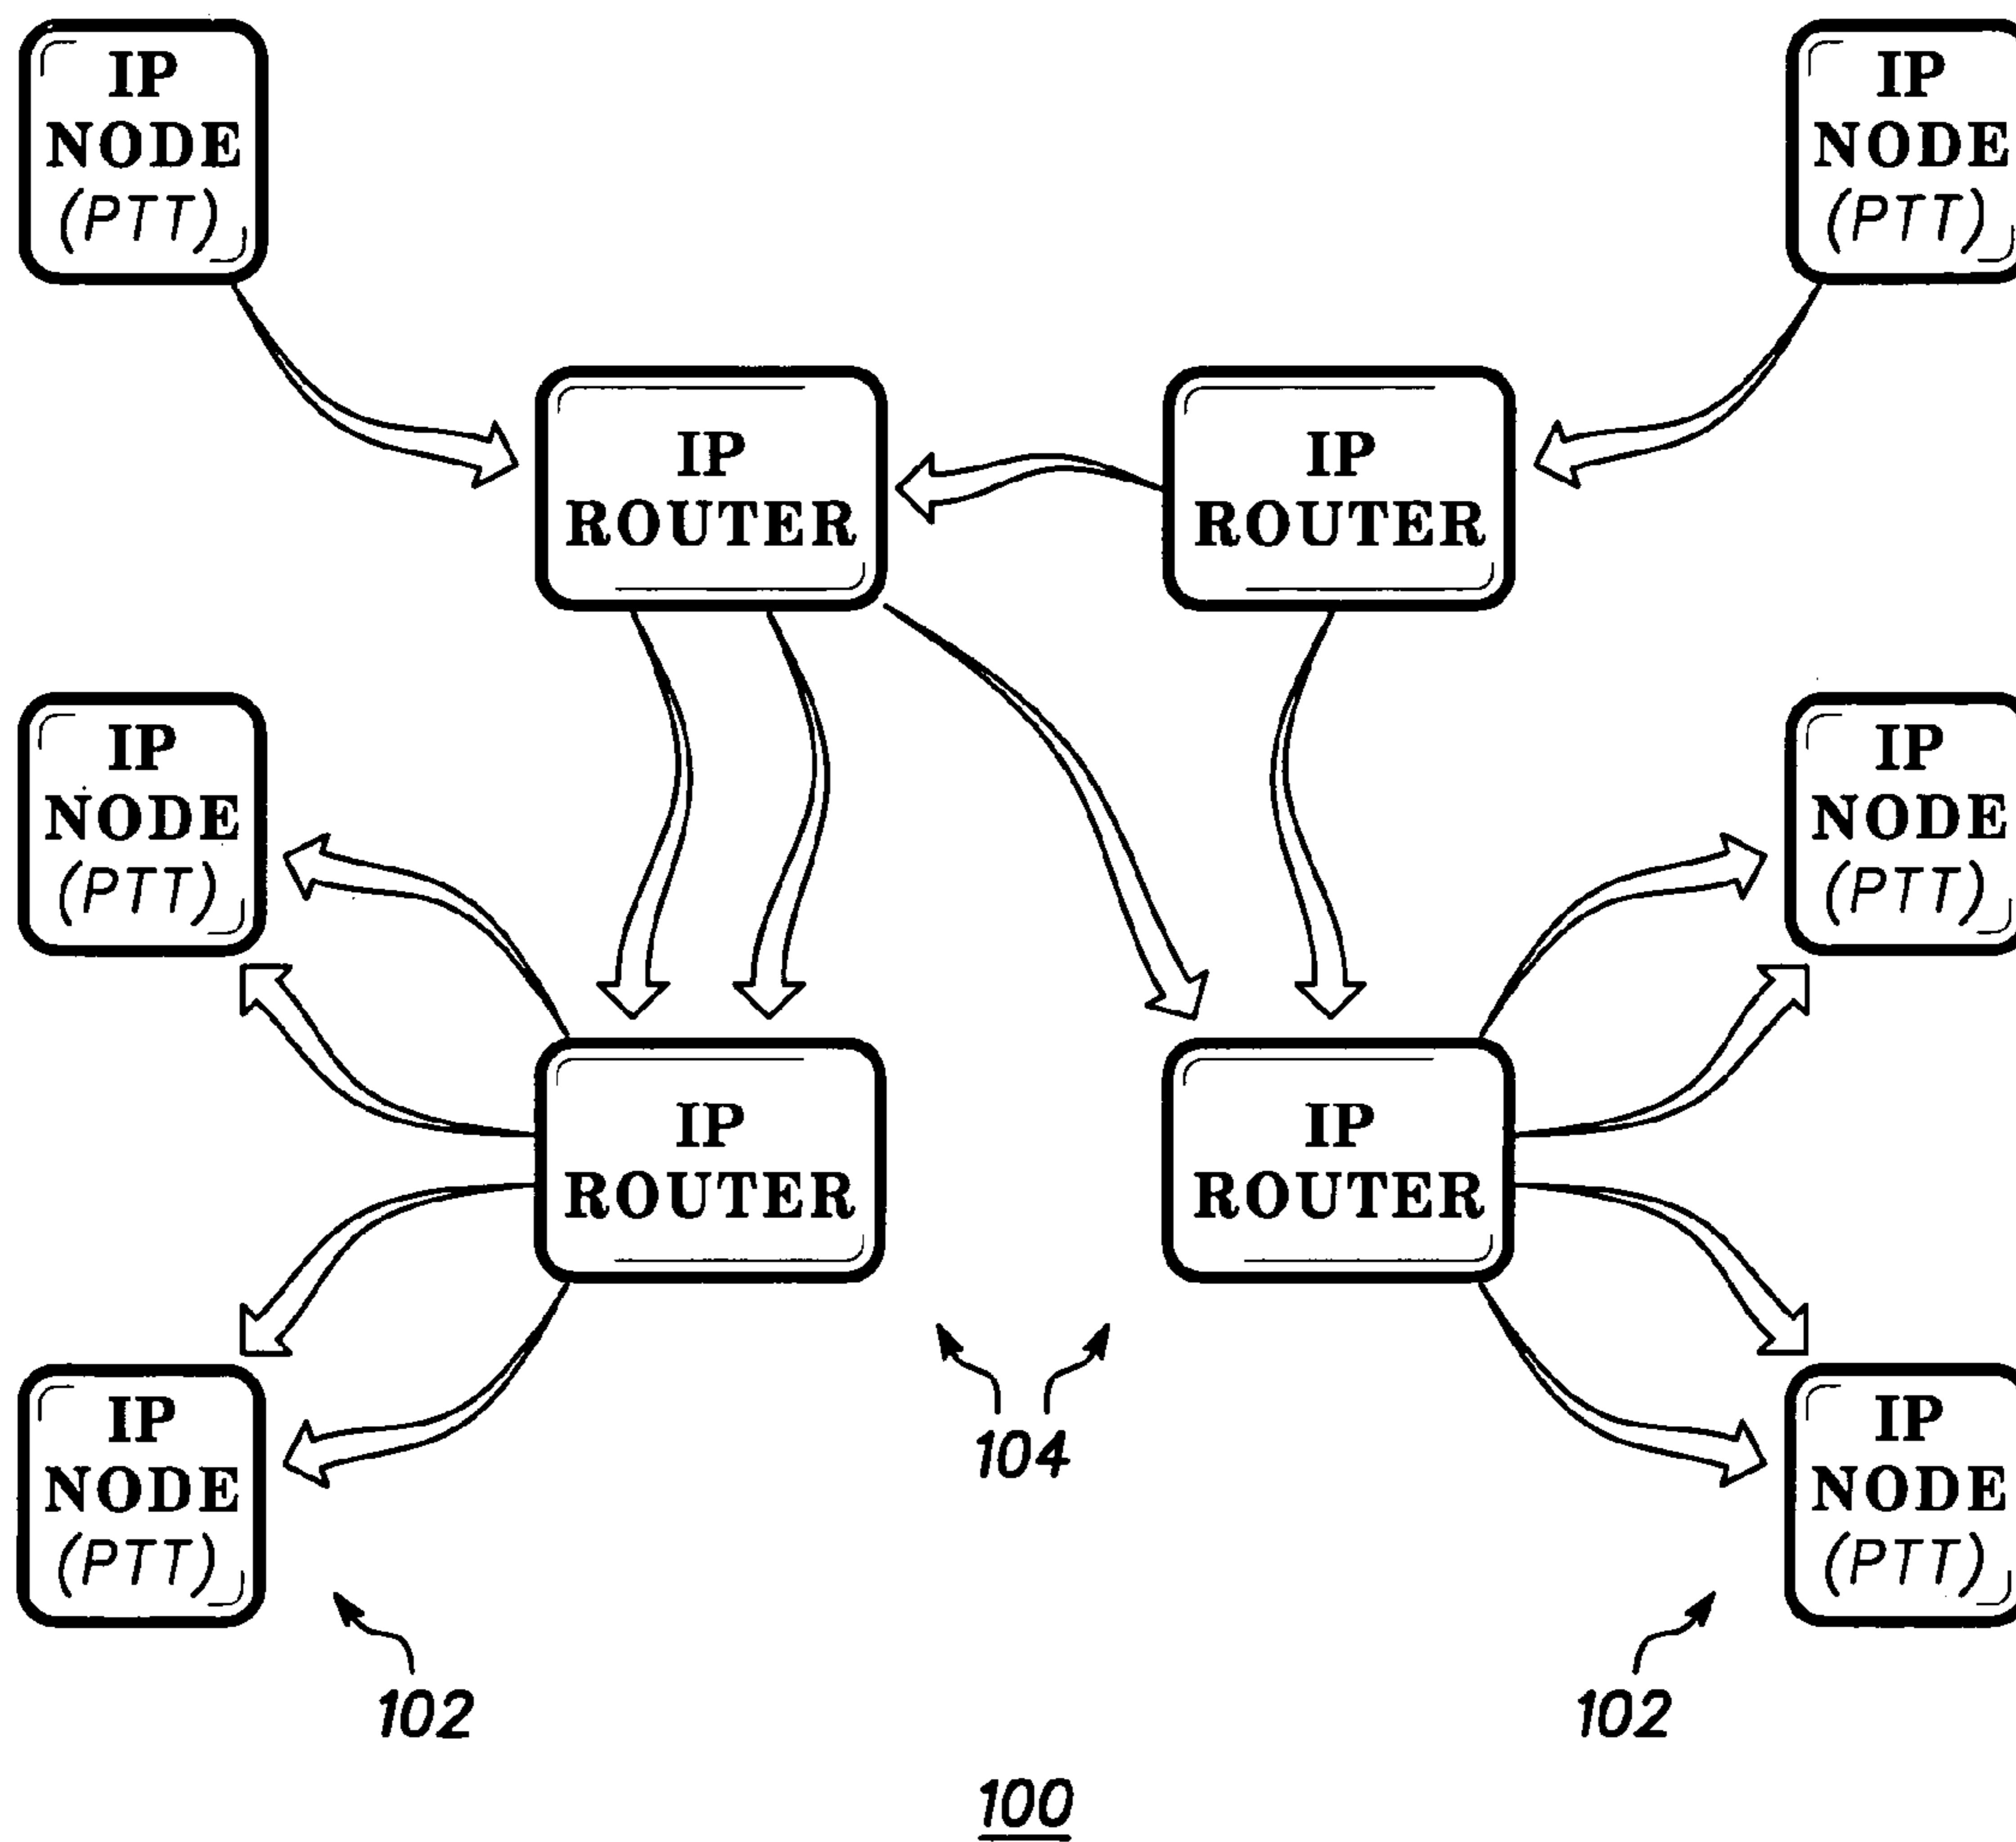 IP
NODE
(PTT)
IP
NODE
(PTT)
IP
ROUTER
IP
ROUTER
IP
NODE
(PTT)
IP
NODE
(PTT)
IP
ROUTER
IP
ROUTER
IP
NODE
(PTT)
IP
NODE
(PTT)
104
102
102
100